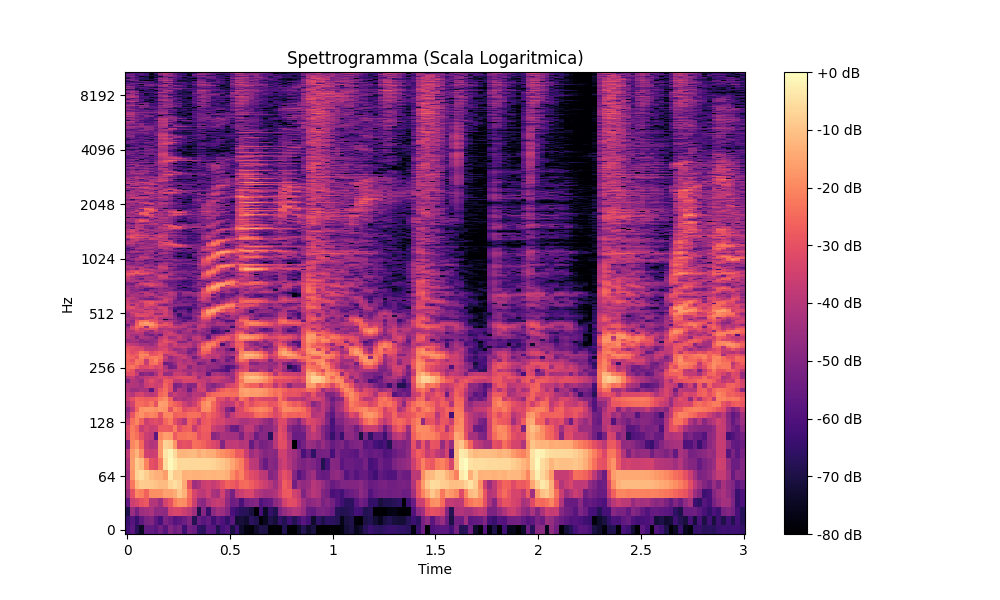 Spettrogramma (Scala Logaritmica)
8192
4096
2048
1024
512
256
128
64
0
Hz
0
0.5
1
1.5
2
2.5
3
Time
+0 dB
-10 dB
-20 dB
-30 dB
-40 dB
-50 dB
-60 dB
-70 dB
-80 dB